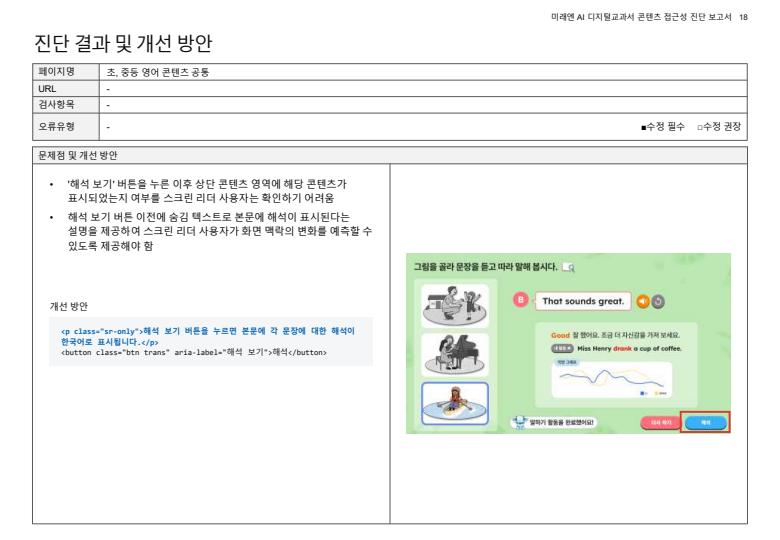 미래엔 AI 디지털교과서 콘텐츠 접근성 진단 보고서 18
진단 결과 및 개선 방안
페이지명 초, 중등 영어 콘텐츠 공통
URL -
검사항목 -
오류유형 - ■수정 필수 □수정 권장
문제점 및 개선 방안
• '해석 보기' 버튼을 누른 이후 상단 콘텐츠 영역에 해당 콘텐츠가
표시되었는지 여부를 스크린 리더 사용자는 확인하기 어려움
• 해석 보기 버튼 이전에 숨김 텍스트로 본문에 해석이 표시된다는
설명을 제공하여 스크린 리더 사용자가 화면 맥락의 변화를 예측할 수
있도록 제공해야 함
개선 방안
<p class="sr-only">해석 보기 버튼을 누르면 본문에 각 문장에 대한 해석이
한국어로 표시됩니다.</p>
<button class="btn trans" aria-label="해석 보기">해석</button>
그림을 골라 문장을 듣고 따라 말해 봅시다.
B That sounds great.
Good 잘 했어요. 조금 더 자신감을 가져 보세요.
Miss Henry drank a cup of coffee.
억양 그래프
말하기 활동을 완료했어요!
다시 하기 해석